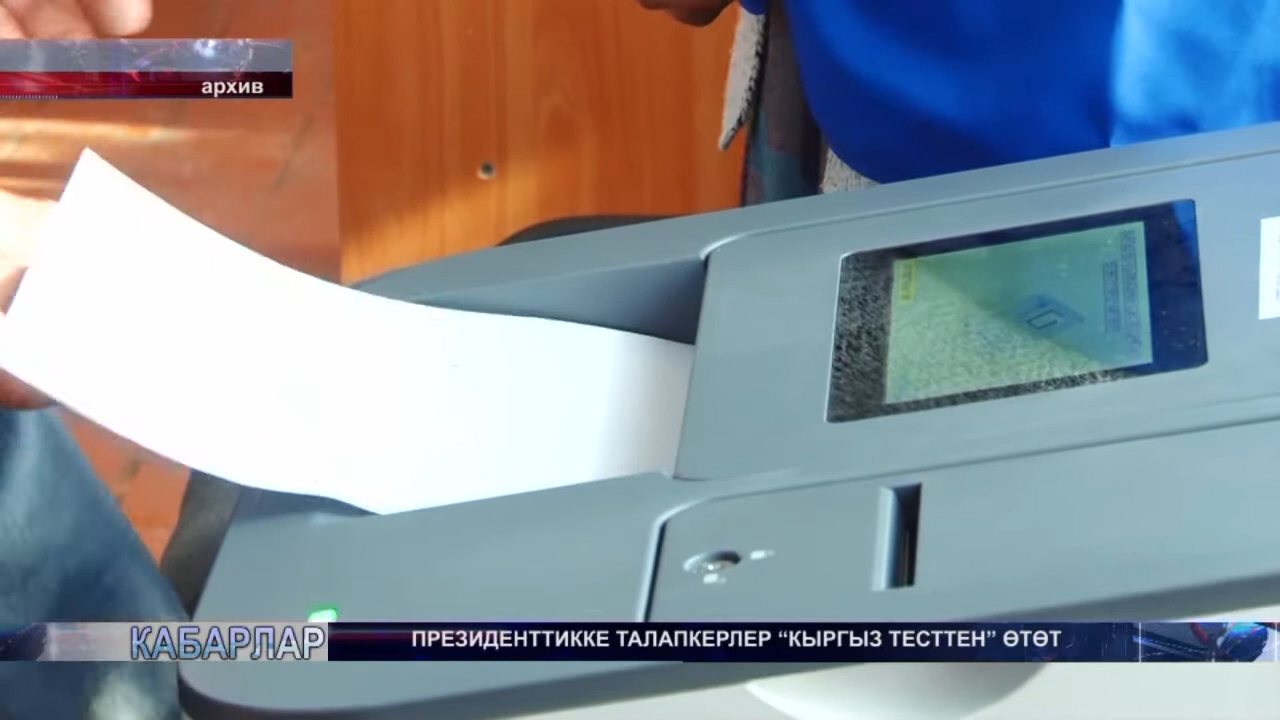 архив
КАБАРЛАР
ПРЕЗИДЕНТТИККЕ ТАЛАПКЕРЛЕР “КЫРГЫЗ ТЕСТТЕН” ӨТӨТ